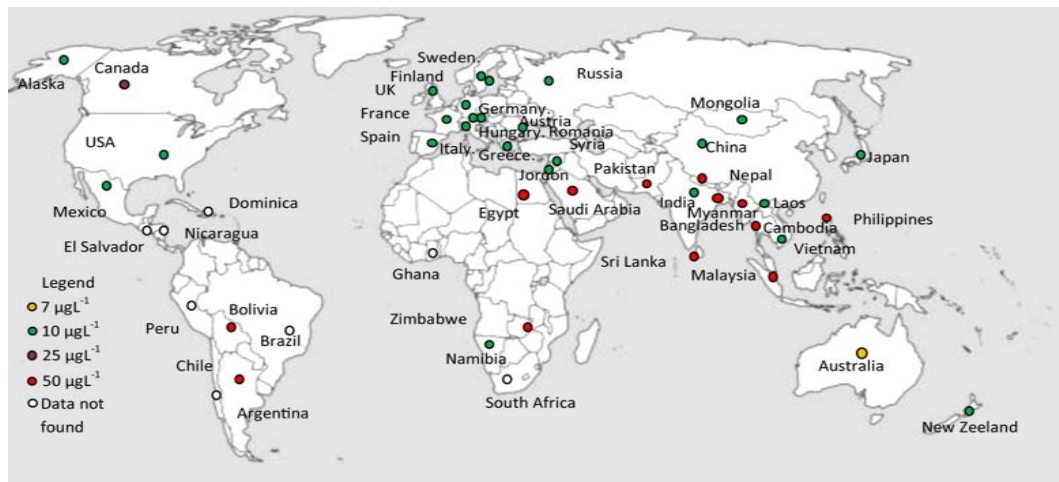 Sweden.
Finland
Russia
Canada
Alaska
UK
Mongolia
France
Germany.
Austria
USA
Spain
Hungary. Romania
Italy.
Greece.
Syria
China
Japan
Jordon
Pakistan
Nepal
Mexico
Dominica
Egypt
Saudi Arabia
India
Myanmar
Laos
El Salvador
Nicaragua
Bangladesh
Cambodia
Philippines
Ghana
Sri Lanka
Vietnam
Malaysia
Legend
7 µgL-1
10 µgL-1
25 µgL-1
50 µgL-1
Data not
found
Bolivia
Peru
Brazil
Zimbabwe
Chile
Namibia
Australia
Argentina
South Africa
New Zeeland